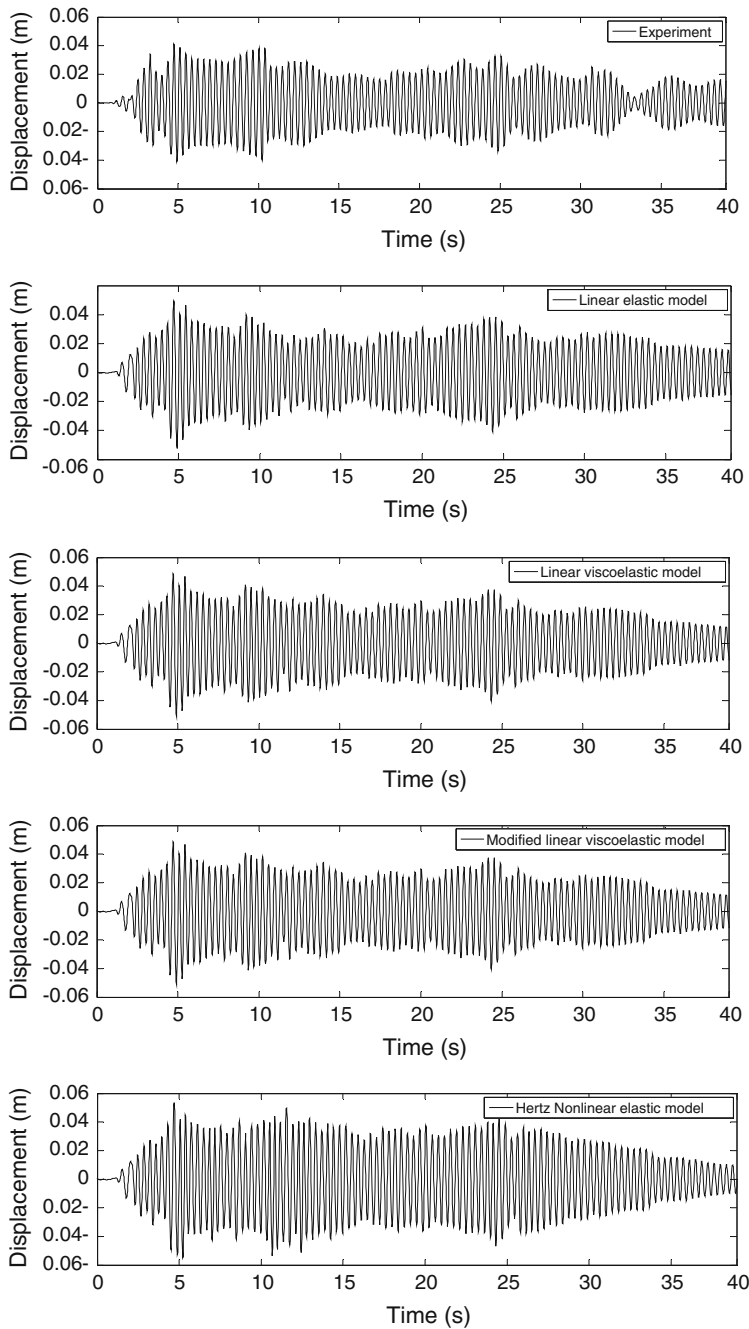 0.06
0.04
0.02
0
0.02-
0.04-
0.06-
Displacement (m)
Experiment
0 5 10 15 20 25 30 35 40
Time (s)
0.04
0.02
0
-0.02
-0.04
-0.06
Displacement (m)
Linear elastic model
0 5 10 15 20 25 30 35 40
Time (s)
0.06
0.04
0.02
0
-0.02
-0.04
-0.06
Displacement (m)
Linear viscoelastic model
0 5 10 15 20 25 30 35 40
Time (s)
0.06
0.04
0.02
0
-0.02
-0.04
-0.06
Displacement (m)
Modified linear viscoelastic model
0 5 10 15 20 25 30 35 40
Time (s)
0.06
0.04
0.02
0
0.02-
0.04-
0.06-
Displacement (m)
Hertz Nonlinear elastic model
0 5 10 15 20 25 30 35 40
Time (s)